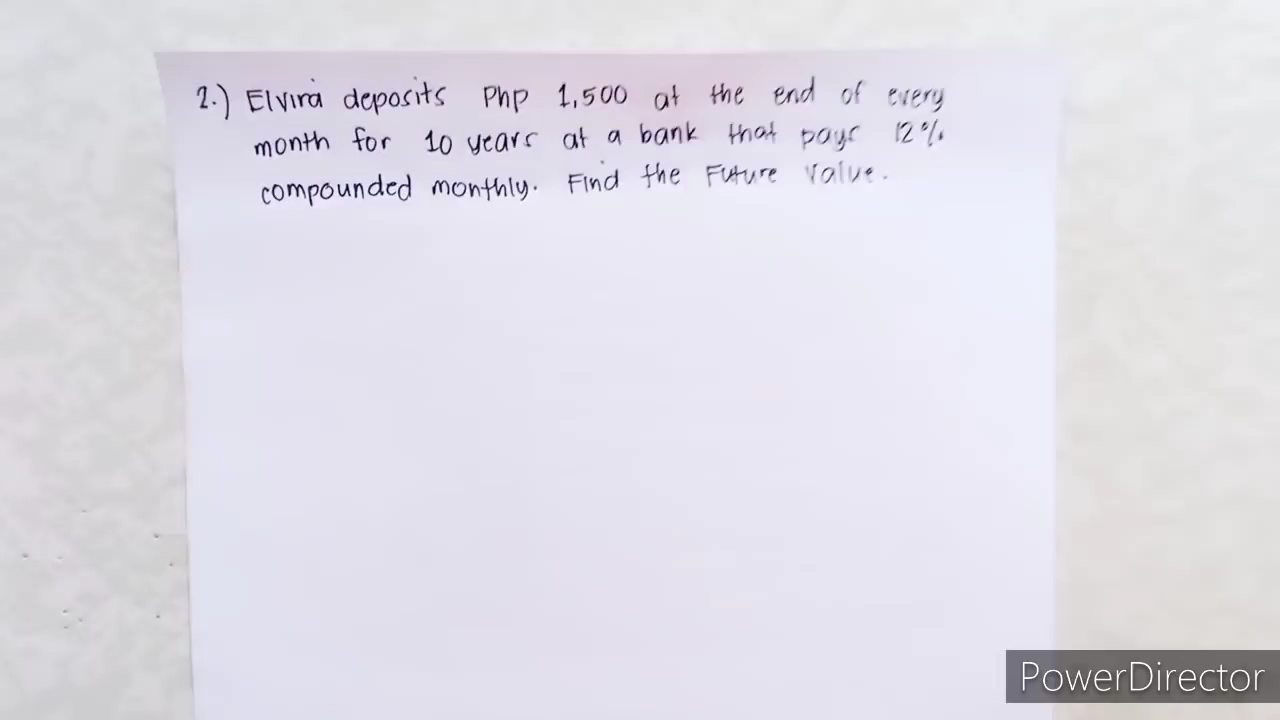 2.) Elvira deposits Php 1,500 at the end of every
month for 10 years at a bank that pays 12%
compounded monthly. Find the Future Value.
PowerDirector